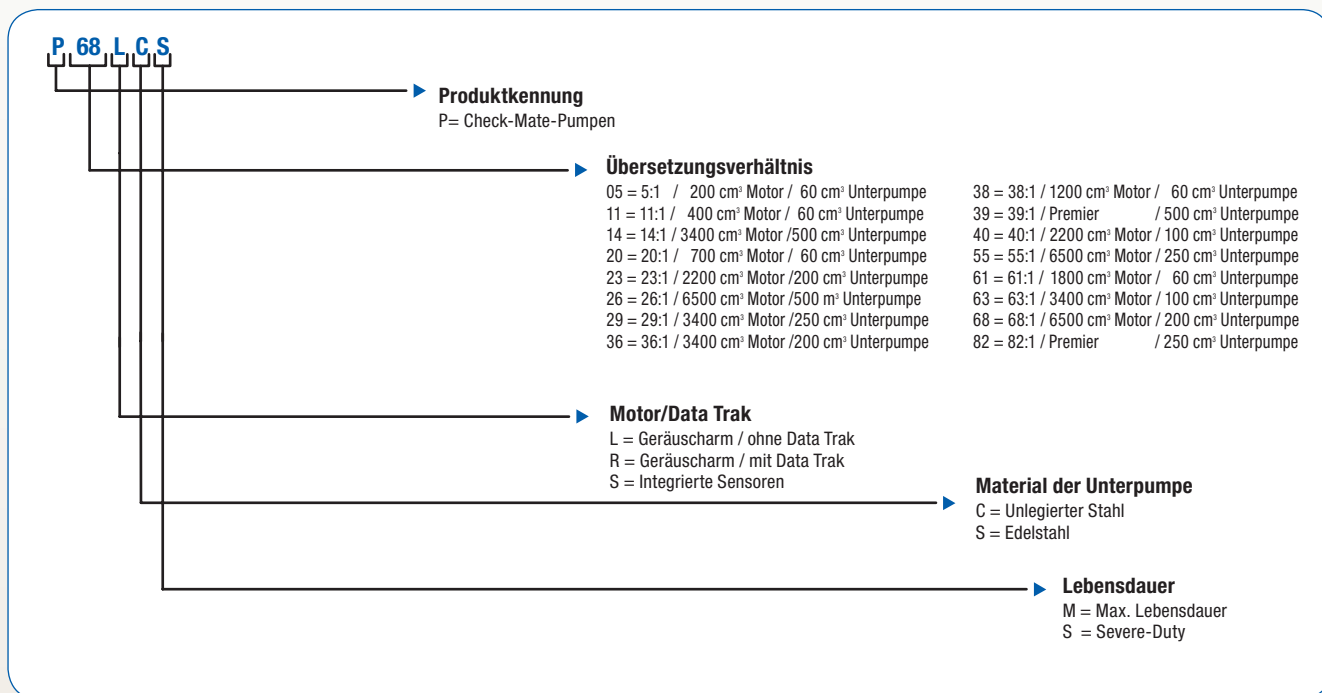 P 68 L C S
Produktkennung
P= Check-Mate-Pumpen
Übersetzungsverhältnis
05 = 5:1 / 200 cm³ Motor / 60 cm³ Unterpumpe
11 = 11:1 / 400 cm³ Motor / 60 cm³ Unterpumpe
14 = 14:1 / 3400 cm³ Motor /500 cm³ Unterpumpe
20 = 20:1 / 700 cm³ Motor / 60 cm³ Unterpumpe
23 = 23:1 / 2200 cm³ Motor /200 cm³ Unterpumpe
26 = 26:1 / 6500 cm³ Motor /500 m³ Unterpumpe
29 = 29:1 / 3400 cm³ Motor /250 cm³ Unterpumpe
36 = 36:1 / 3400 cm³ Motor /200 cm³ Unterpumpe
38 = 38:1 / 1200 cm³ Motor / 60 cm³ Unterpumpe
39 = 39:1 / Premier / 500 cm³ Unterpumpe
40 = 40:1 / 2200 cm³ Motor / 100 cm³ Unterpumpe
55 = 55:1 / 6500 cm³ Motor / 250 cm³ Unterpumpe
61 = 61:1 / 1800 cm³ Motor / 60 cm³ Unterpumpe
63 = 63:1 / 3400 cm³ Motor / 100 cm³ Unterpumpe
68 = 68:1 / 6500 cm³ Motor / 200 cm³ Unterpumpe
82 = 82:1 / Premier / 250 cm³ Unterpumpe
Motor/Data Trak
L = Geräuscharm / ohne Data Trak
R = Geräuscharm / mit Data Trak
S = Integrierte Sensoren
Material der Unterpumpe
C = Unlegierter Stahl
S = Edelstahl
Lebensdauer
M = Max. Lebensdauer
S = Severe-Duty